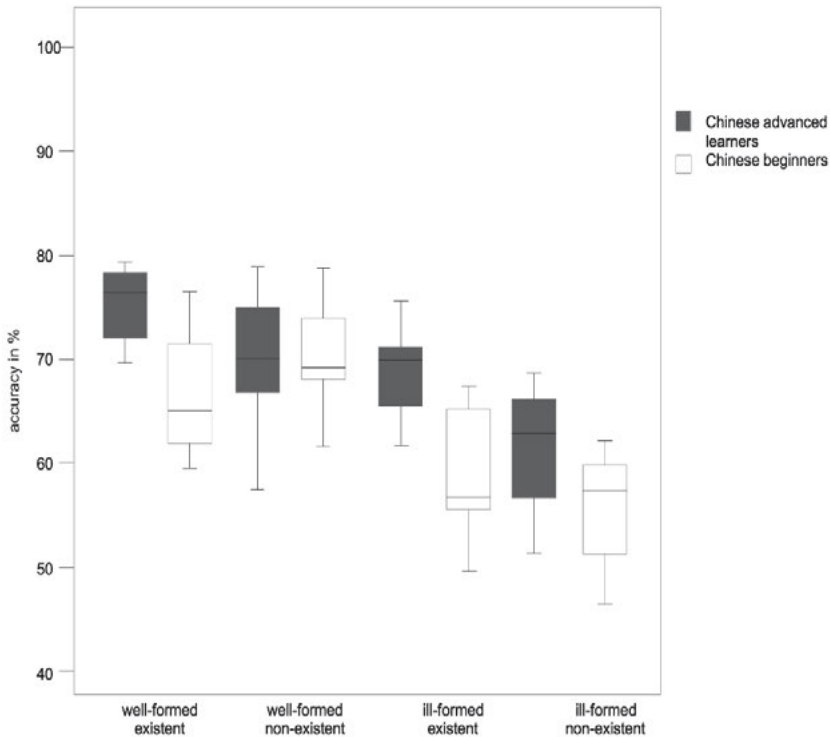 100
90
80
70
60
50
40
accuracy in %
well-formed
existent
well-formed
non-existent
ill-formed
existent
ill-formed
non-existent
Chinese advanced
learners
Chinese beginners